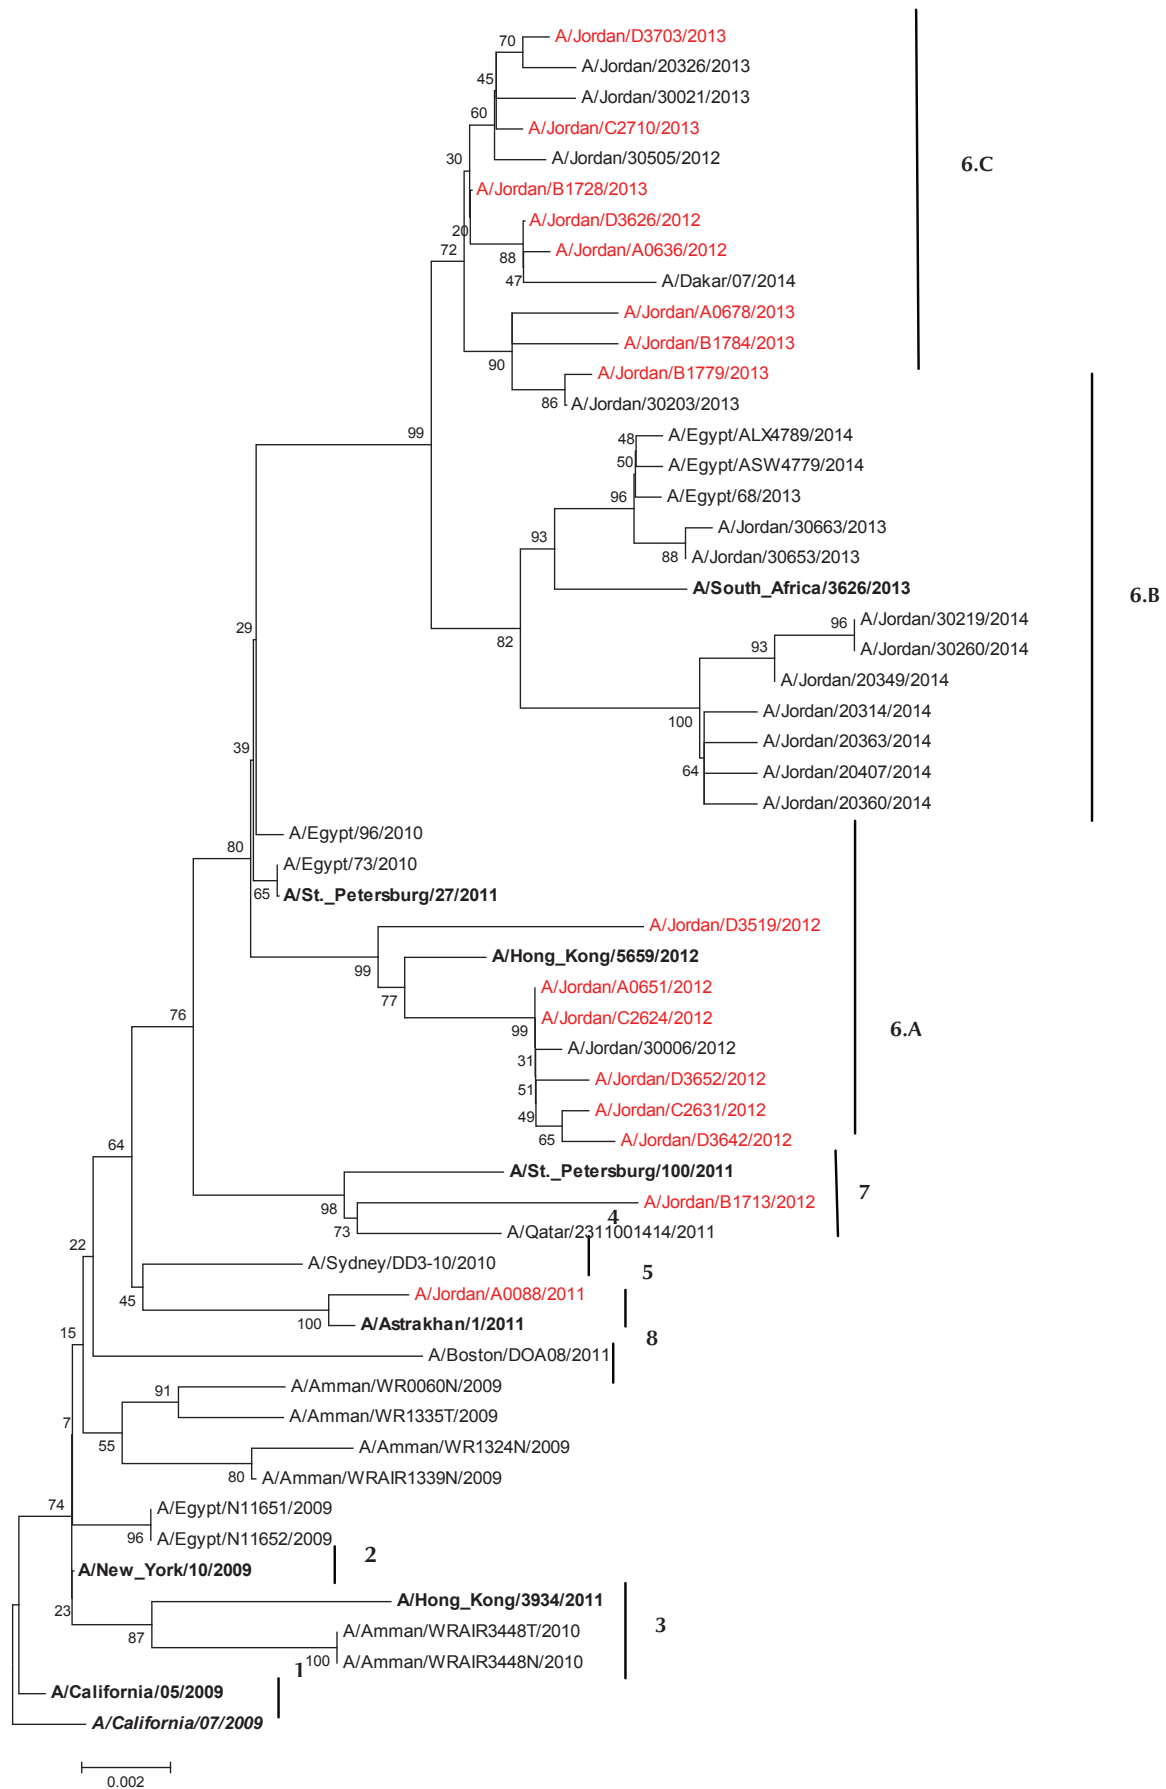 70
A/Jordan/D3703/2013
A/Jordan/20326/2013
45
A/Jordan/30021/2013
60
A/Jordan/C2710/2013
30
A/Jordan/30505/2012
6.C
A/Jordan/B1728/2013
20
A/Jordan/D3626/2012
72
88
A/Jordan/A0636/2012
47
A/Dakar/07/2014
A/Jordan/A0678/2013
A/Jordan/B1784/2013
90
A/Jordan/B1779/2013
86
A/Jordan/30203/2013
99
48
A/Egypt/ALX4789/2014
50
A/Egypt/ASW4779/2014
96
A/Egypt/68/2013
93
A/Jordan/30663/2013
88
A/Jordan/30653/2013
A/South_Africa/3626/2013
6.B
29
82
96
A/Jordan/30219/2014
93
A/Jordan/30260/2014
A/Jordan/20349/2014
100
A/Jordan/20314/2014
39
A/Jordan/20363/2014
64
A/Jordan/20407/2014
A/Jordan/20360/2014
80
A/Egypt/96/2010
A/Egypt/73/2010
65
A/St._Petersburg/27/2011
A/Jordan/D3519/2012
99
A/Hong_Kong/5659/2012
77
A/Jordan/A0651/2012
76
99
A/Jordan/C2624/2012
6.A
31
A/Jordan/30006/2012
51
A/Jordan/D3652/2012
49
A/Jordan/C2631/2012
65
A/Jordan/D3642/2012
64
A/St._Petersburg/100/2011
7
98
A/Jordan/B1713/2012
73
4
A/Qatar/2311001414/2011
22
A/Sydney/DD3-10/2010
5
45
A/Jordan/A0088/2011
100
A/Astrakhan/1/2011
15
8
A/Boston/DOA08/2011
91
A/Amman/WR0060N/2009
7
A/Amman/WR1335T/2009
55
A/Amman/WR1324N/2009
80
A/Amman/WRAIR1339N/2009
74
A/Egypt/N11651/2009
96
A/Egypt/N11652/2009
2
A/New_York/10/2009
23
A/Hong_Kong/3934/2011
3
87
A/Amman/WRAIR3448T/2010
100
A/Amman/WRAIR3448N/2010
1
A/California/05/2009
A/California/07/2009
0.002